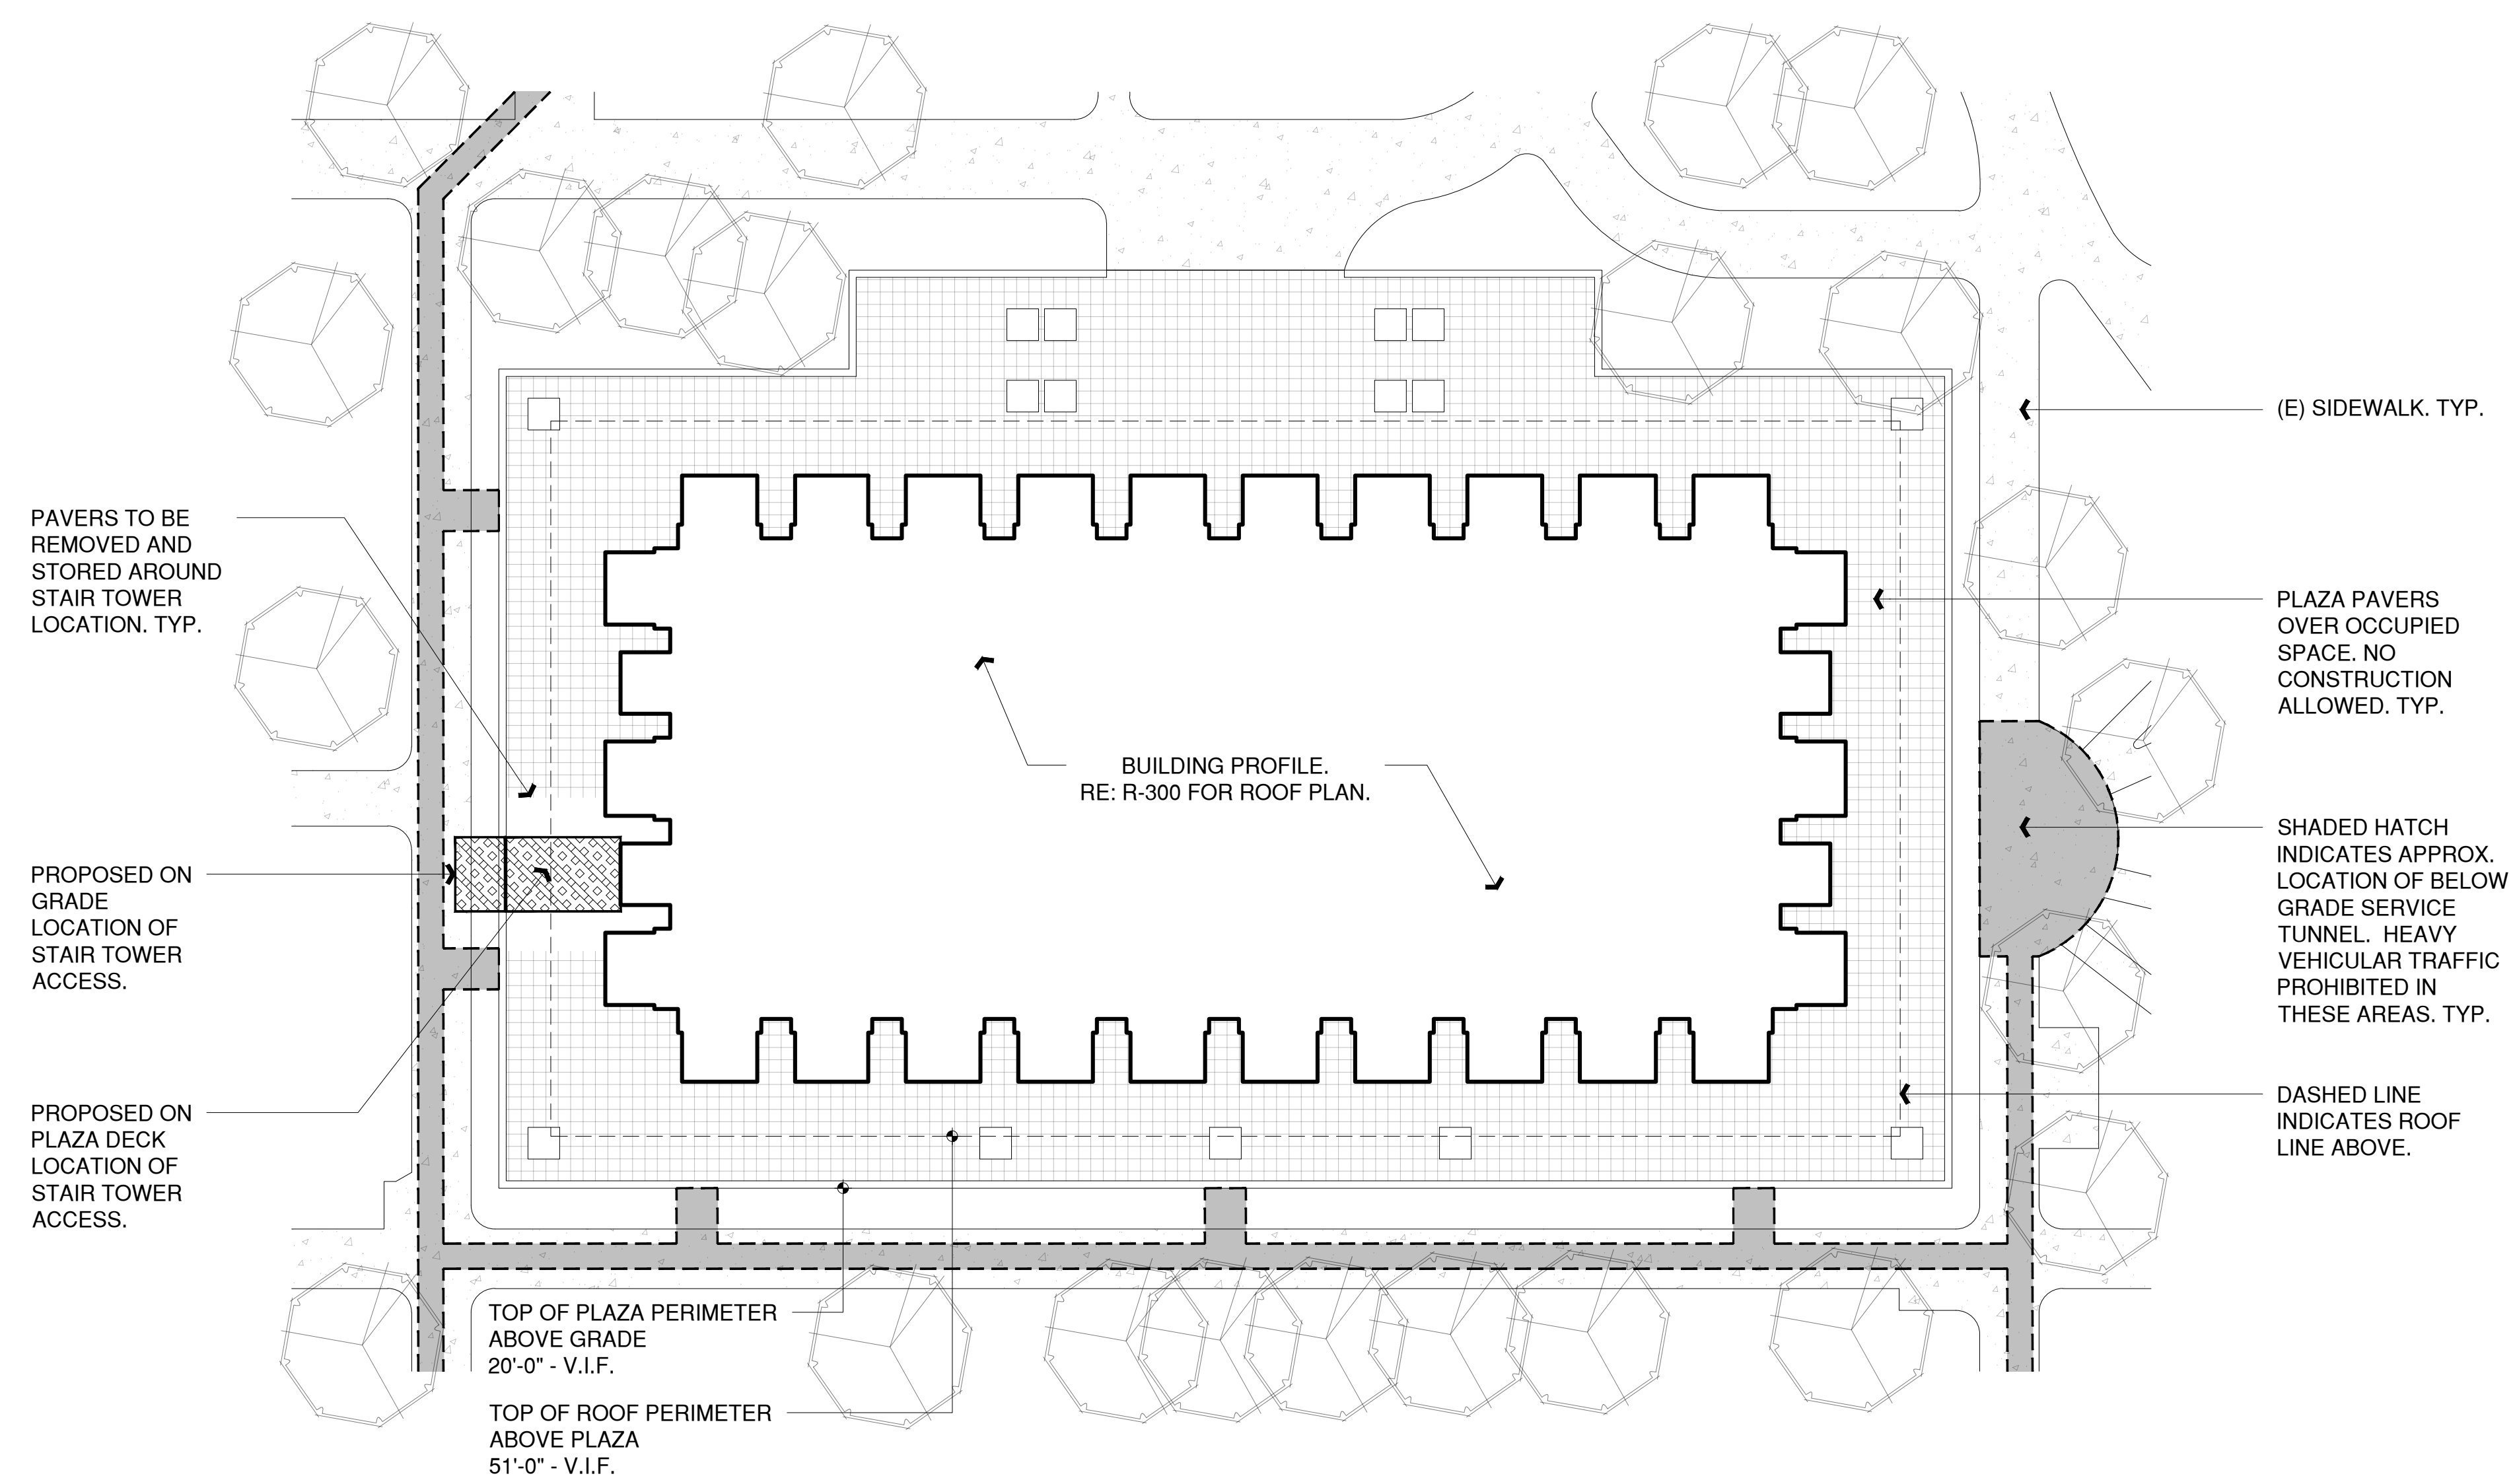 PAVERS TO BE
REMOVED AND
STORED AROUND
STAIR TOWER
LOCATION. TYP.
PROPOSED ON
GRADE
LOCATION OF
STAIR TOWER
ACCESS.
PROPOSED ON
PLAZA DECK
LOCATION OF
STAIR TOWER
ACCESS.
BUILDING PROFILE.
RE: R-300 FOR ROOF PLAN.
TOP OF PLAZA PERIMETER
ABOVE GRADE
20'-0" - V.I.F.
TOP OF ROOF PERIMETER
ABOVE PLAZA
51'-0" - V.I.F.
(E) SIDEWALK. TYP.
PLAZA PAVERS
OVER OCCUPIED
SPACE. NO
CONSTRUCTION
ALLOWED. TYP.
SHADED HATCH
INDICATES APPROX.
LOCATION OF BELOW
GRADE SERVICE
TUNNEL. HEAVY
VEHICULAR TRAFFIC
PROHIBITED IN
THESE AREAS. TYP.
DASHED LINE
INDICATES ROOF
LINE ABOVE.